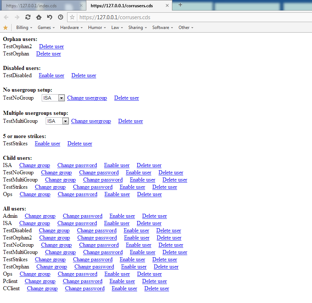 https://127.0.0.1/corrusers.cds
https://127.0.0.1/corrusers.cds
Billing Games Hardware Humor Law Sharing Software Other
Orphan users:
TestOrphan2 Delete user
TestOrphan Delete user
Disabled users:
TestDisabled Enable user Delete user
No usergroup setup:
TestNoGroup ISA Change usergroup Delete user
Multiple usergroups setup:
TestMultiGroup ISA Change usergroup Delete user
5 or more strikes:
TestStrikes Enable user Delete user
Child users:
ISA Change group Change password Enable user Delete user
TestNoGroup Change group Change password Enable user Delete user
TestMultiGroup Change group Change password Enable user Delete user
TestStrikes Change group Change password Enable user Delete user
Ops Change group Change password Enable user Delete user
All users:
Admin Change group Change password Enable user Delete user
ISA Change group Change password Enable user Delete user
TestDisabled Change group Change password Enable user Delete user
TestOrphan2 Change group Change password Enable user Delete user
TestNoGroup Change group Change password Enable user Delete user
TestMultiGroup Change group Change password Enable user Delete user
TestStrikes Change group Change password Enable user Delete user
TestOrphan Change group Change password Enable user Delete user
Ops Change group Change password Enable user Delete user
Pclient Change group Change password Enable user Delete user
CClient Change group Change password Enable user Delete user